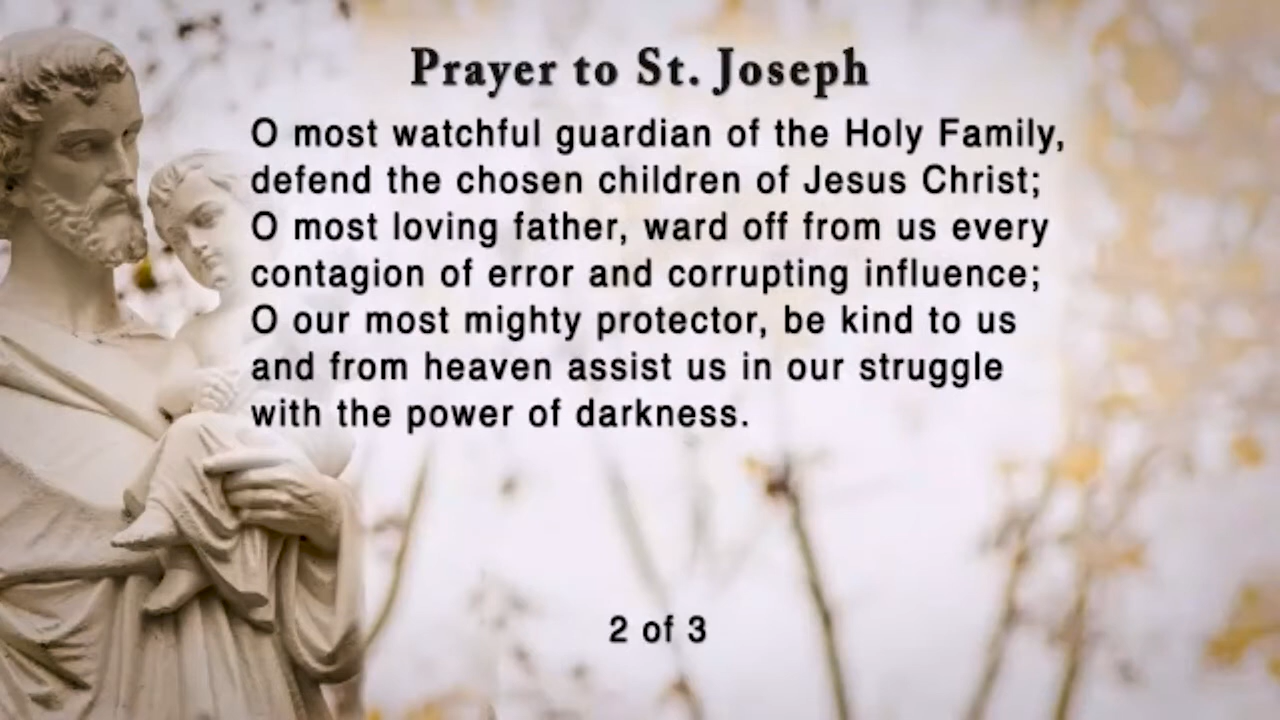 Prayer to St. Joseph
O most watchful guardian of the Holy Family,
defend the chosen children of Jesus Christ;
O most loving father, ward off from us every
contagion of error and corrupting influence;
O our most mighty protector, be kind to us
and from heaven assist us in our struggle
with the power of darkness.
2 of 3